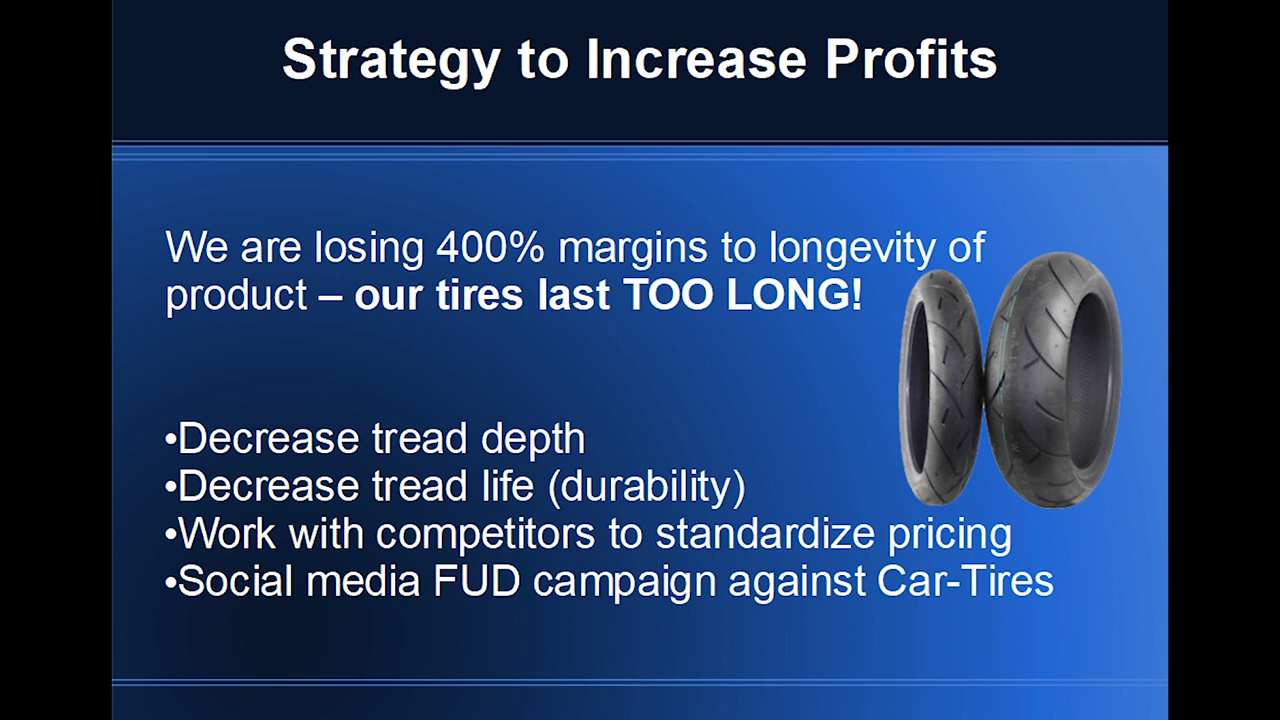 Strategy to Increase Profits
We are losing 400% margins to longevity of
product – our tires last TOO LONG!
•Decrease tread depth
•Decrease tread life (durability)
•Work with competitors to standardize pricing
•Social media FUD campaign against Car-Tires